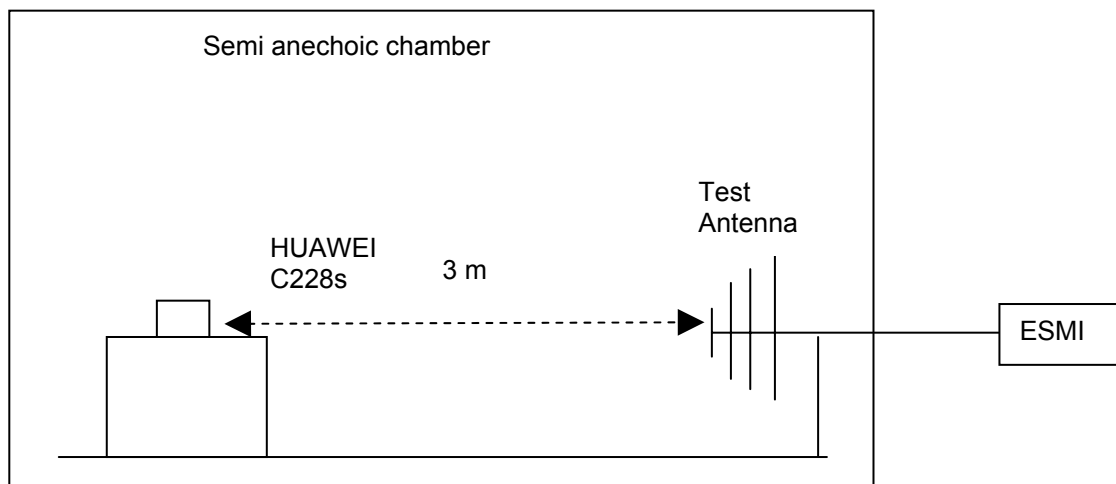 Semi anechoic chamber
Test
Antenna
HUAWEI
C228s
3 m
ESMI